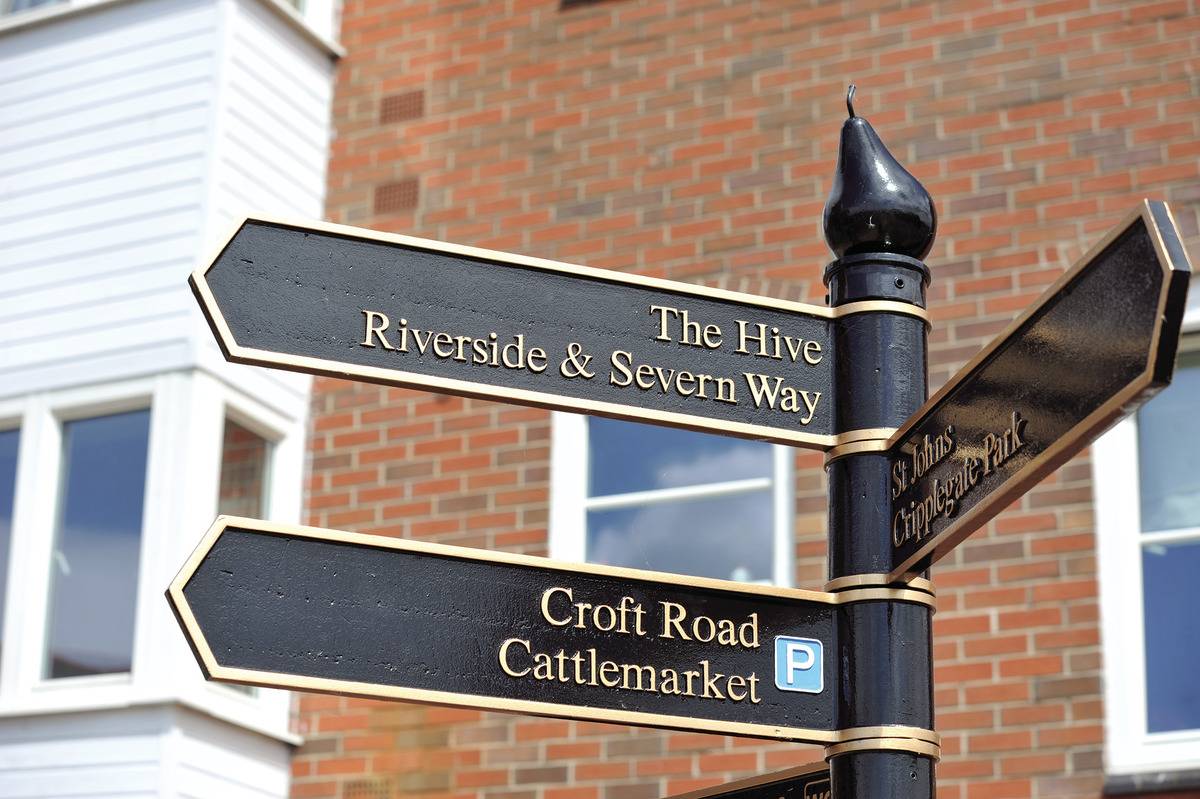 The Hive
Riverside & Severn Way
St Johns
Cripplegate Park
Croft Road
Cattlemarket
P